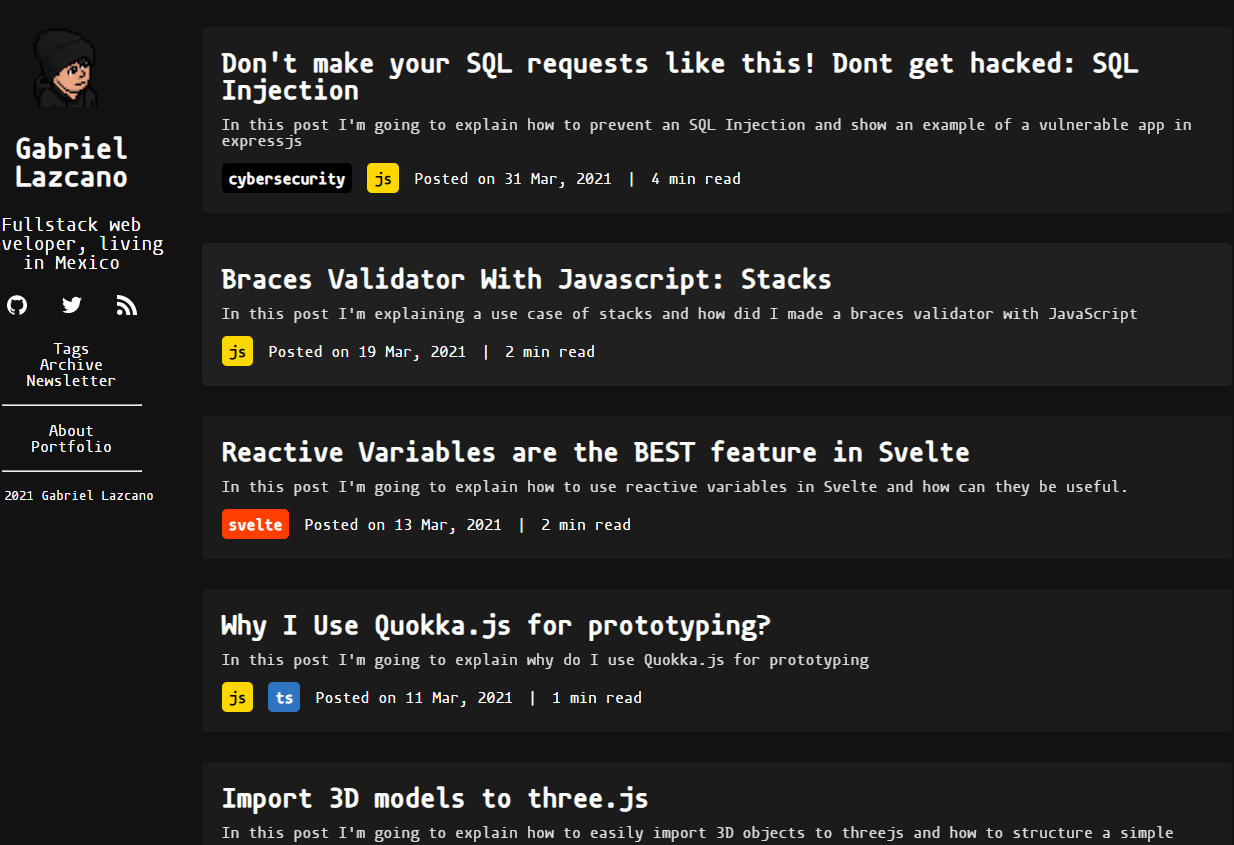 Gabriel
Lazcano
Fullstack web
veloper, living
in Mexico
Tags
Archive
Newsletter
About
Portfolio
2021 Gabriel Lazcano
Don't make your SQL requests like this! Dont get hacked: SQL
Injection
In this post I'm going to explain how to prevent an SQL Injection and show an example of a vulnerable app in
expressjs
cybersecurity js Posted on 31 Mar, 2021 | 4 min read
Braces Validator With Javascript: Stacks
In this post I'm explaining a use case of stacks and how did I made a braces validator with JavaScript
js Posted on 19 Mar, 2021 | 2 min read
Reactive Variables are the BEST feature in Svelte
In this post I'm going to explain how to use reactive variables in Svelte and how can they be useful.
svelte Posted on 13 Mar, 2021 | 2 min read
Why I Use Quokka.js for prototyping?
In this post I'm going to explain why do I use Quokka.js for prototyping
js ts Posted on 11 Mar, 2021 | 1 min read
Import 3D models to three.js
In this post I'm going to explain how to easily import 3D objects to threejs and how to structure a simple